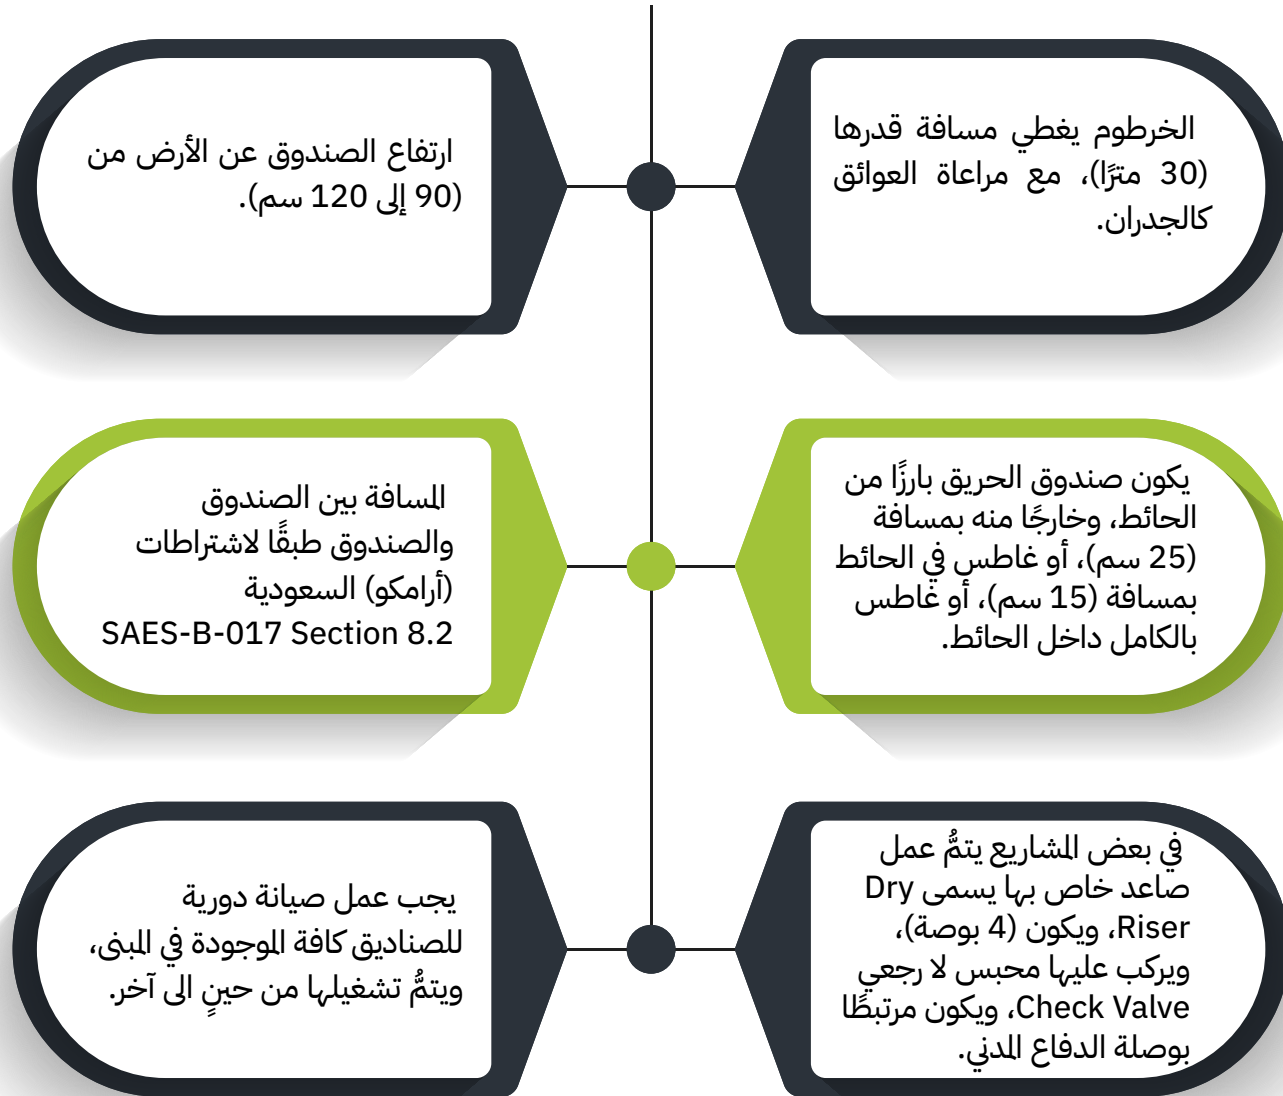 الخرطوم يغطي مسافة قدرها
(30 مترًا)، مع مراعاة العوائق
كالجدران.
ارتفاع الصندوق عن الأرض من
(90 إلى 120 سم).
يكون صندوق الحريق بارزًا من
الحائط، وخارجًا منه بمسافة
(25 سم)، أو غاطس في الحائط
بمسافة (15 سم)، أو غاطس
بالكامل داخل الحائط.
المسافة بين الصندوق
والصندوق طبقًا لاشتراطات
(أرامكو) السعودية
SAES-B-017 Section 8.2
في بعض المشاريع يتمُّ عمل
صاعد خاص بها يسمى Dry
Riser، ويكون (4 بوصة)،
ويركب عليها محبس لا رجعي
Check Valve، ويكون مرتبطًا
بوصلة الدفاع المدني.
يجب عمل صيانة دورية
للصناديق كافة الموجودة في المبنى،
ويتمُّ تشغيلها من حينٍ الى آخر.